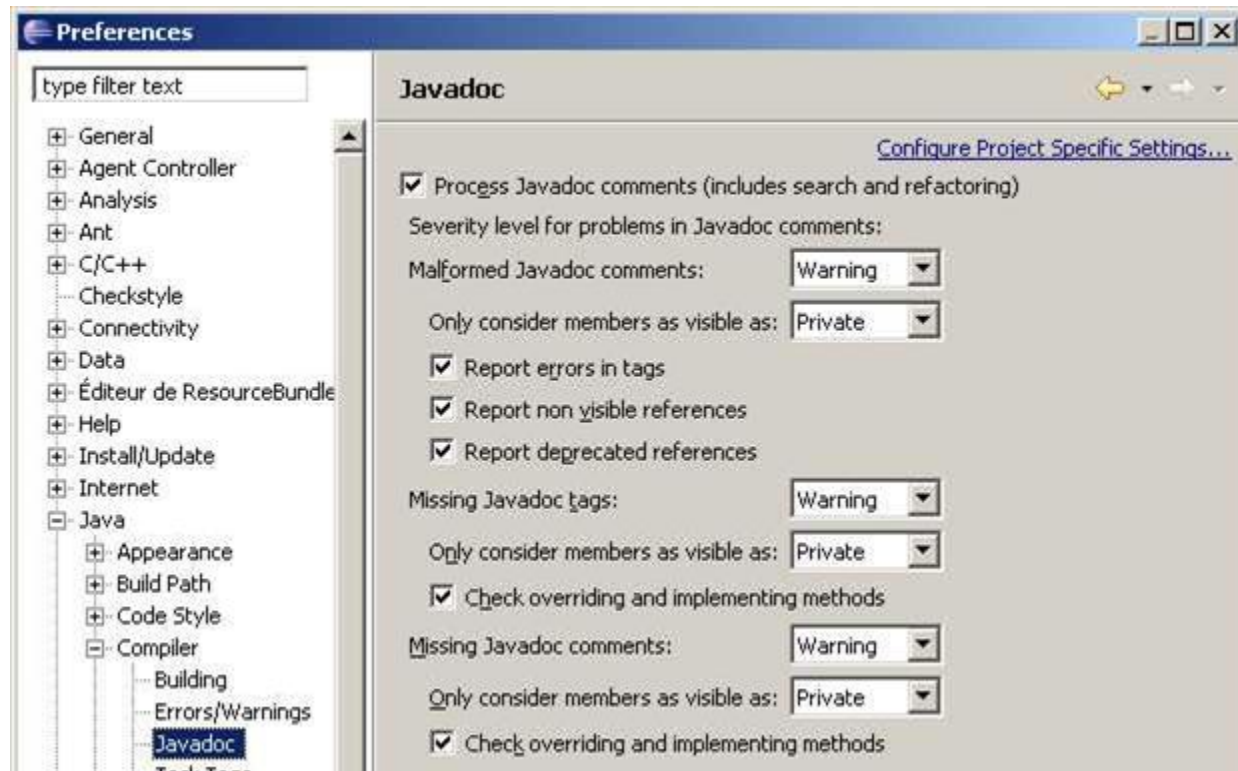 Preferences
type filter text
General
Agent Controller
Analysis
Ant
C/C++
Checkstyle
Connectivity
Data
Éditeur de ResourceBundle
Help
Install/Update
Internet
Java
Appearance
Build Path
Code Style
Compiler
Building
Errors/Warnings
Javadoc
Javadoc
Configure Project Specific Settings...
Process Javadoc comments (includes search and refactoring)
Severity level for problems in Javadoc comments:
Malformed Javadoc comments: Warning
Only consider members as visible as: Private
Report errors in tags
Report non visible references
Report deprecated references
Missing Javadoc tags: Warning
Only consider members as visible as: Private
Check overriding and implementing methods
Missing Javadoc comments: Warning
Only consider members as visible as: Private
Check overriding and implementing methods